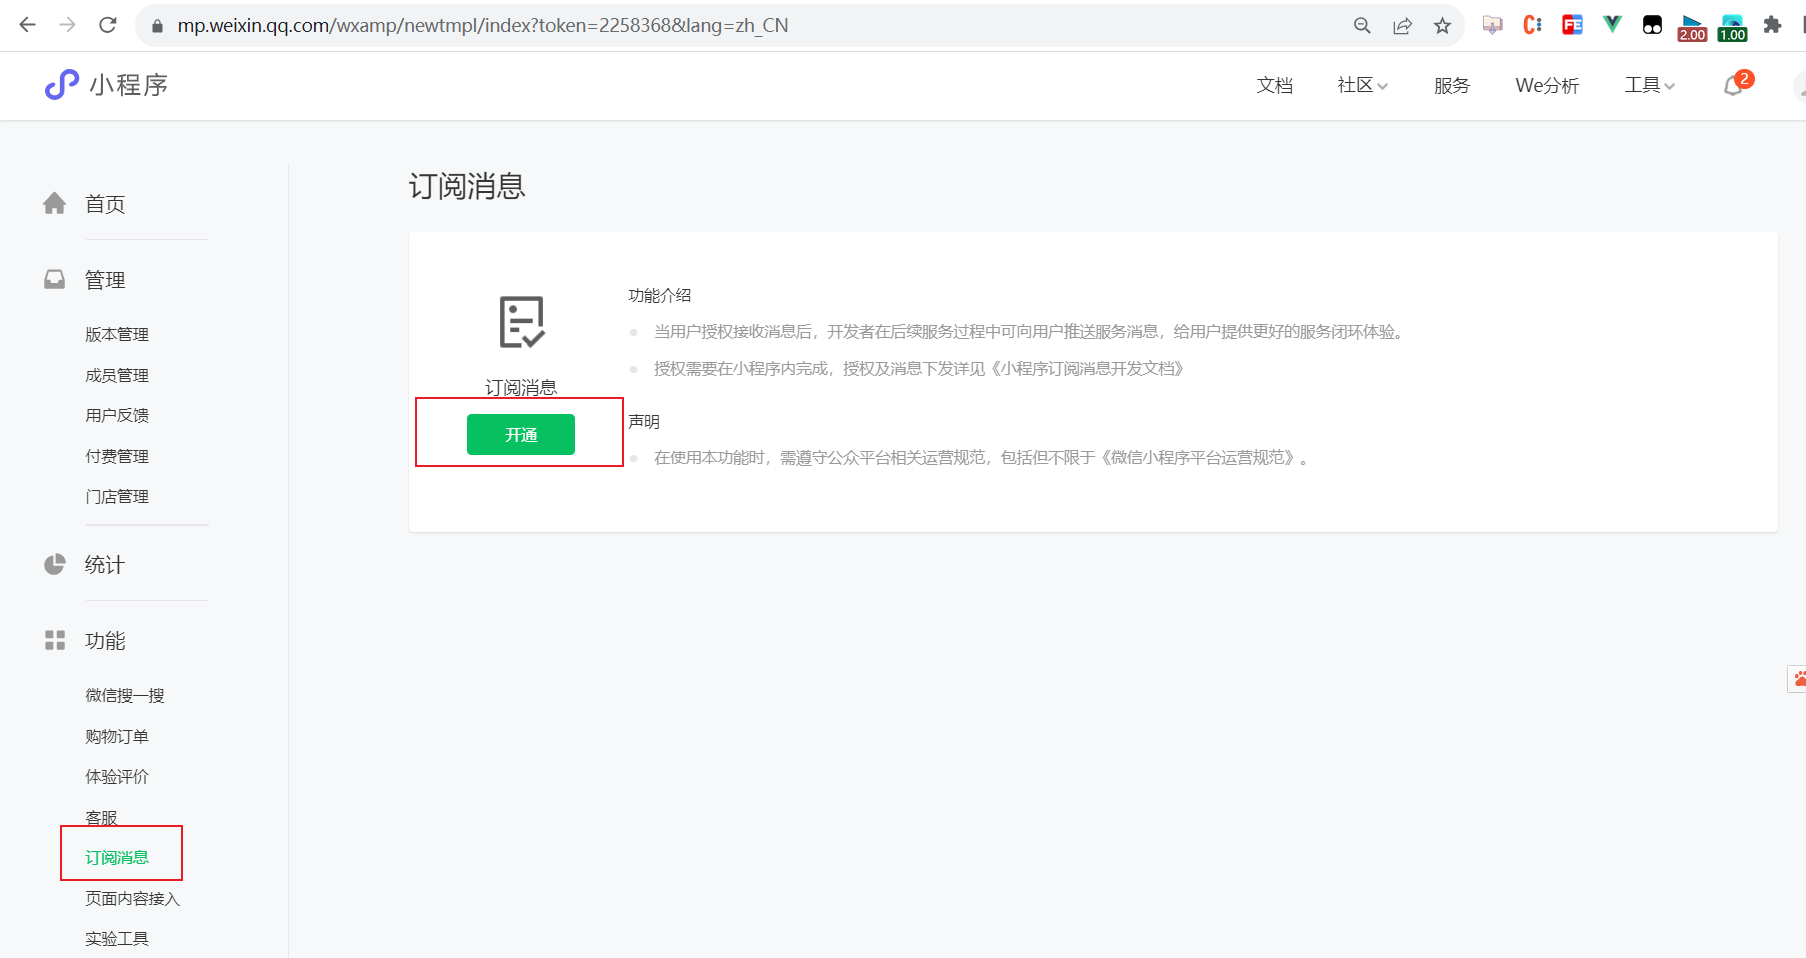 mp.weixin.qq.com/wxamp/newtmpl/index?token=2258368&lang=zh_CN
2.00
1.00
小程序
文档
社区
服务
We分析
工具
2
首页
管理
版本管理
成员管理
用户反馈
付费管理
门店管理
统计
功能
微信搜一搜
购物订单
体验评价
客服
订阅消息
页面内容接入
实验工具
订阅消息
订阅消息
开通
功能介绍
当用户授权接收消息后，开发者在后续服务过程中可向用户推送服务消息，给用户提供更好的服务闭环体验。
授权需要在小程序内完成，授权及消息下发详见《小程序订阅消息开发文档》
声明
在使用本功能时，需遵守公众平台相关运营规范，包括但不限于《微信小程序平台运营规范》。